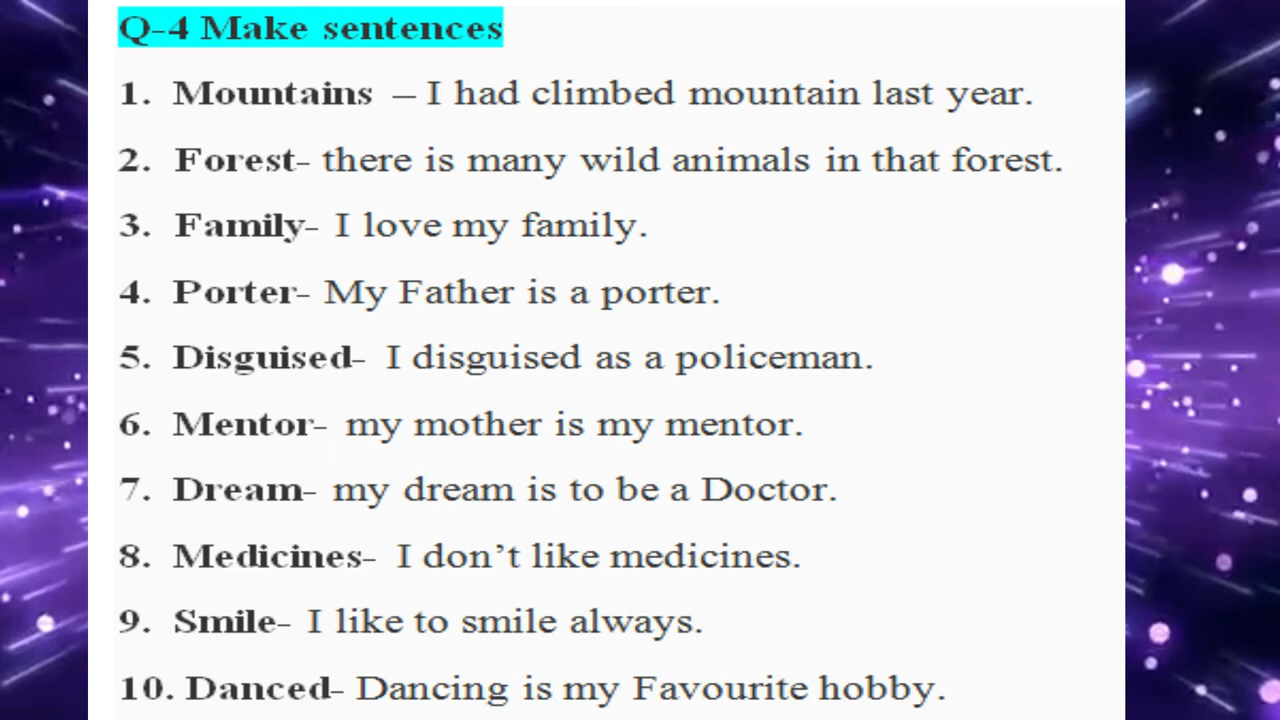 Q-4 Make sentences
1. Mountains – I had climbed mountain last year.
2. Forest- there is many wild animals in that forest.
3. Family- I love my family.
4. Porter- My Father is a porter.
5. Disguised- I disguised as a policeman.
6. Mentor- my mother is my mentor.
7. Dream- my dream is to be a Doctor.
8. Medicines- I don’t like medicines.
9. Smile- I like to smile always.
10. Danced- Dancing is my Favourite hobby.